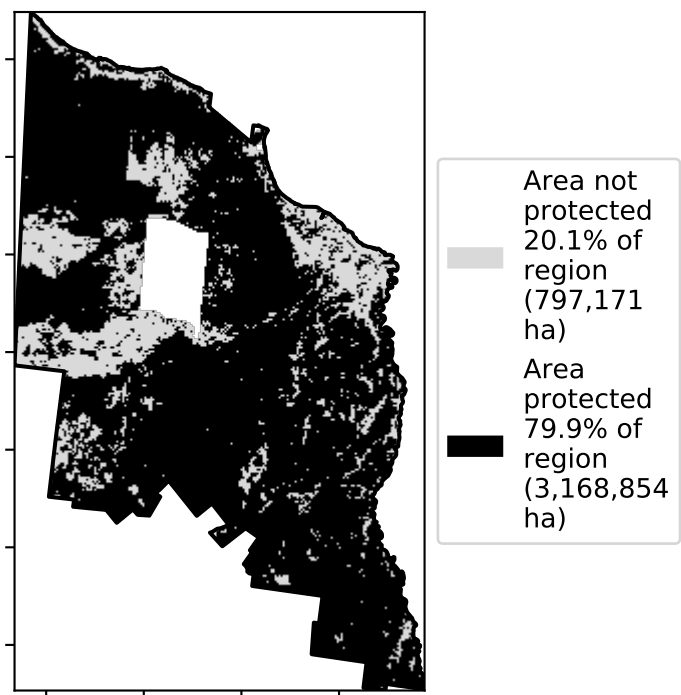 Area not
protected
20.1% of
region
(797,171
ha)
Area
protected
79.9% of
region
(3,168,854
ha)